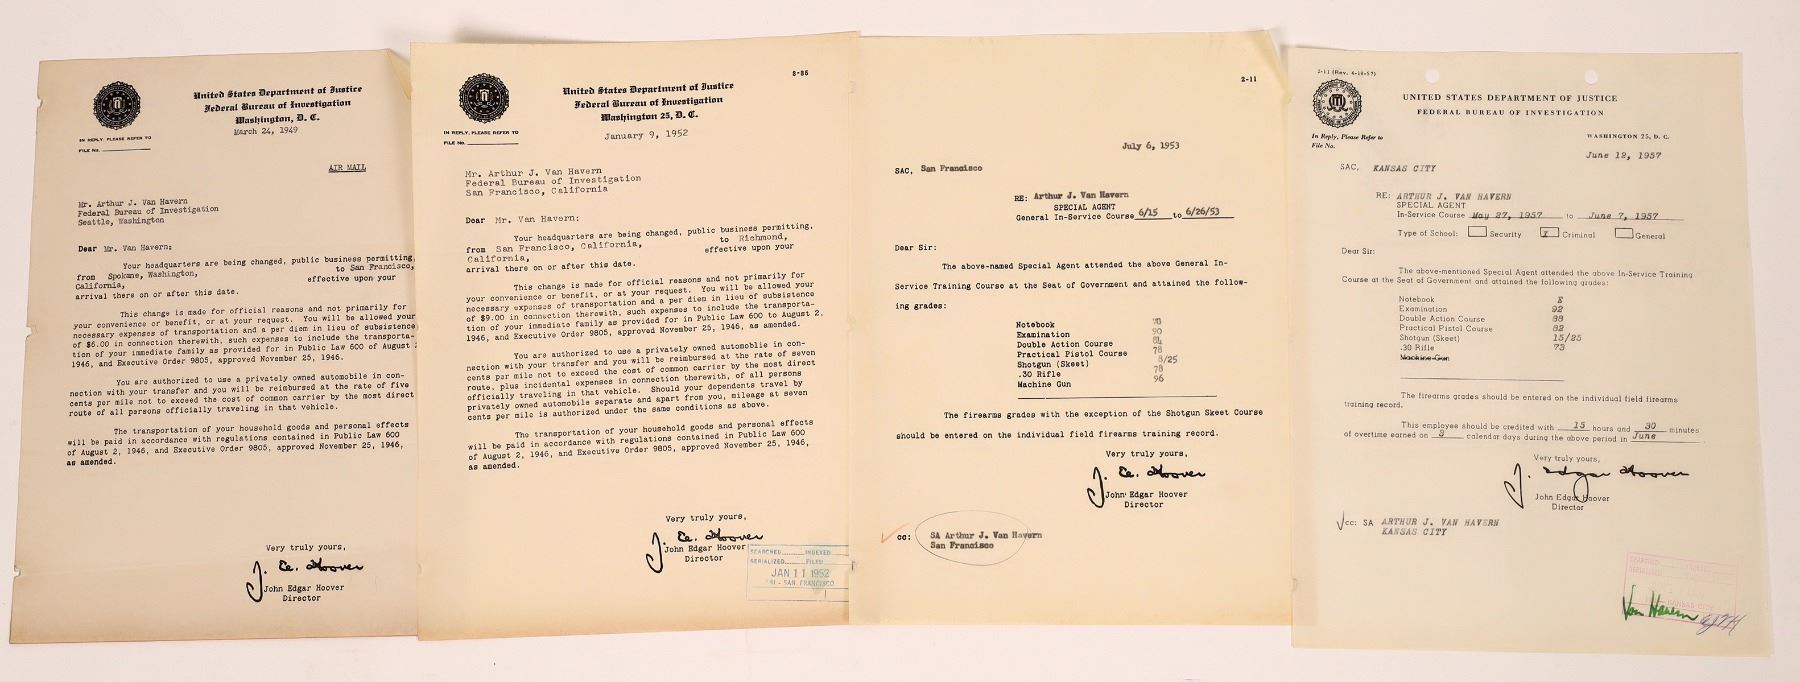 United States Department of Justice
Federal Bureau of Investigation
Washington, D. C.
March 24, 1949
IN REPLY, PLEASE REFER TO
FILE No.
AIR MAIL
Mr. Arthur J. Van Havern
Federal Bureau of Investigation
Seattle, Washington
Dear Mr. Van Havern:
Your headquarters are being changed, public business permitting,
from Spokane, Washington, to San Francisco,
California, effective upon your
arrival there on or after this date.
This change is made for official reasons and not primarily for
your convenience or benefit, or at your request. You will be allowed your
necessary expenses of transportation and a per diem in lieu of subsistence
of $6.00 in connection therewith, such expenses to include the transporta-
tion of your immediate family as provided for in Public Law 600 of August 2
1946, and Executive Order 9805, approved November 25, 1946.
You are authorized to use a privately owned automobile in con-
nection with your transfer and you will be reimbursed at the rate of five
cents per mile not to exceed the cost of common carrier by the most direct
route of all persons officially traveling in that vehicle.
The transportation of your household goods and personal effects
will be paid in accordance with regulations contained in Public Law 600
of August 2, 1946, and Executive Order 9805, approved November 25, 1946,
as amended.
Very truly yours,
J. E. Hoover
John Edgar Hoover
Director
3-85
United States Department of Justice
Federal Bureau of Investigation
Washington 25, D. C.
IN REPLY, PLEASE REFER TO
FILE No.
January 9, 1952
Mr. Arthur J. Van Havern
Federal Bureau of Investigation
San Francisco, California
Dear Mr. Van Havern:
Your headquarters are being changed, public business permitting,
from San Francisco, California, to Richmond,
California, effective upon your
arrival there on or after this date.
This change is made for official reasons and not primarily for
your convenience or benefit, or at your request. You will be allowed your
necessary expenses of transportation and a per diem in lieu of subsistence
of $9.00 in connection therewith, such expenses to include the transporta-
tion of your immediate family as provided for in Public Law 600 of August 2,
1946, and Executive Order 9805, approved November 25, 1946, as amended.
You are authorized to use a privately owned automobile in con-
nection with your transfer and you will be reimbursed at the rate of seven
cents per mile not to exceed the cost of common carrier by the most direct
route, plus incidental expenses in connection therewith, of all persons
officially traveling in that vehicle. Should your dependents travel by
privately owned automobile separate and apart from you, mileage at seven
cents per mile is authorized under the same conditions as above.
The transportation of your household goods and personal effects
will be paid in accordance with regulations contained in Public Law 600
of August 2, 1946, and Executive Order 9805, approved November 25, 1946,
as amended.
Very truly yours,
J. E. Hoover
John Edgar Hoover
Director
SEARCHED INDEXED
SERIALIZED FILED
JAN 11 1952
FBI - SAN FRANCISCO
2-11
July 6, 1953
SAC, San Francisco
RE: Arthur J. Van Havern
SPECIAL AGENT
General In-Service Course 6/15 to 6/26/53
Dear Sir:
The above-named Special Agent attended the above General In-
Service Training Course at the Seat of Government and attained the follow-
ing grades:
Notebook
Examination 90
Double Action Course 84
Practical Pistol Course 78
Shotgun (Skeet) 8/25
.30 Rifle 78
Machine Gun 96
The firearms grades with the exception of the Shotgun Skeet Course
should be entered on the individual field firearms training record.
Very truly yours,
J. E. Hoover
John Edgar Hoover
Director
cc: SA Arthur J. Van Havern
San Francisco
2-11 (Rev. 4-18-57)
UNITED STATES DEPARTMENT OF JUSTICE
FEDERAL BUREAU OF INVESTIGATION
In Reply, Please Refer to
File No.
WASHINGTON 25, D. C.
June 12, 1957
SAC, KANSAS CITY
RE: ARTHUR J. VAN HAVERN
SPECIAL AGENT
In-Service Course May 27, 1957 to June 7, 1957
Type of School: Security X Criminal General
Dear Sir:
The above-mentioned Special Agent attended the above In-Service Training
Course at the Seat of Government and attained the following grades:
Notebook E
Examination 92
Double Action Course 88
Practical Pistol Course 82
Shotgun (Skeet) 15/25
.30 Rifle 73
Machine Gun
The firearms grades should be entered on the individual field firearms
training record.
This employee should be credited with 15 hours and 30 minutes
of overtime earned on 3 calendar days during the above period in June
Very truly yours,
J. Edgar Hoover
John Edgar Hoover
Director
cc: SA ARTHUR J. VAN HAVERN
KANSAS CITY
SEARCHED
SERIALIZED
KANSAS CITY
Van Havern